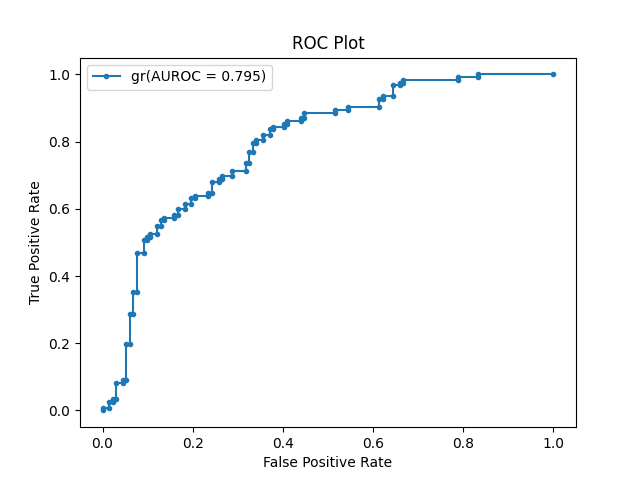 ROC Plot
gr(AUROC = 0.795)
True Positive Rate
1.0
0.8
0.6
0.4
0.2
0.0
0.0 0.2 0.4 0.6 0.8 1.0
False Positive Rate